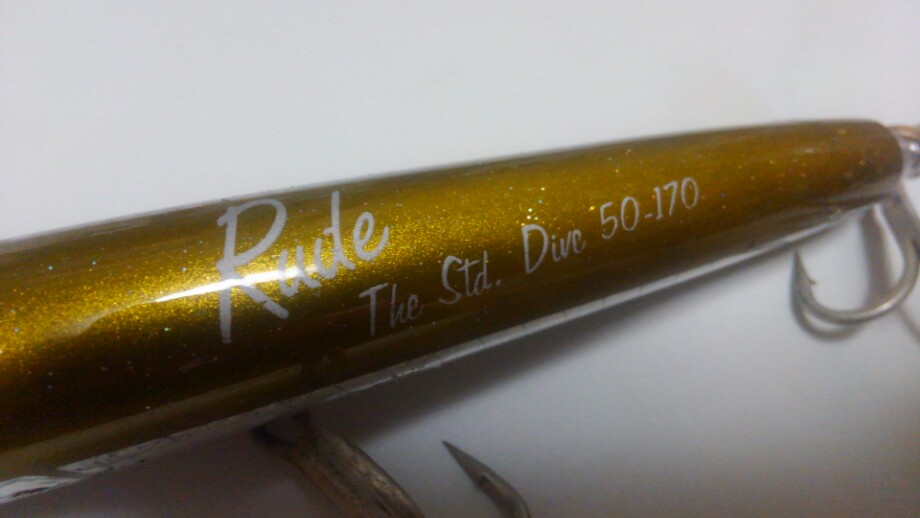 Rude
The Std. Dive 50-170